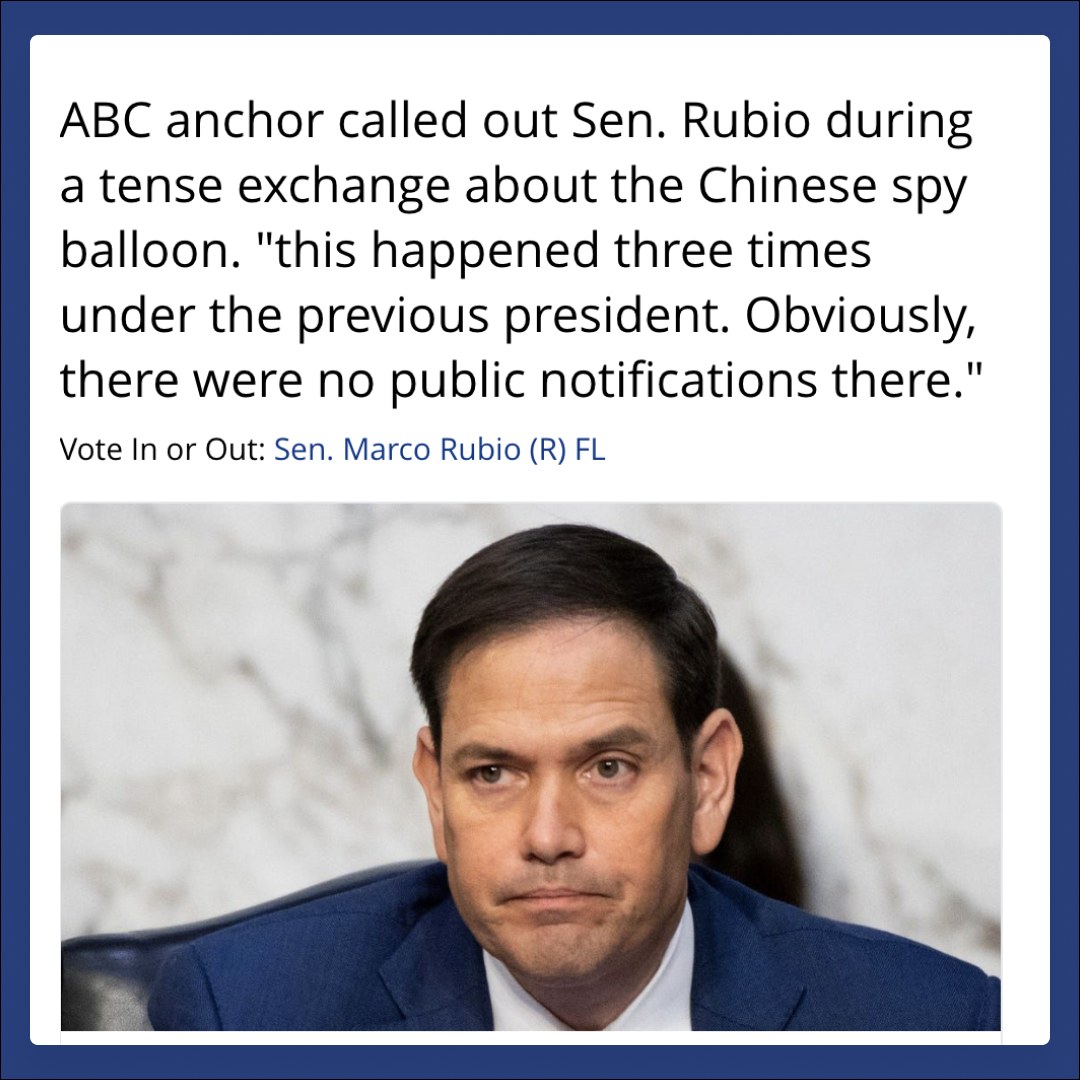 ABC anchor called out Sen. Rubio during
a tense exchange about the Chinese spy
balloon. "this happened three times
under the previous president. Obviously,
there were no public notifications there."
Vote In or Out: Sen. Marco Rubio (R) FL